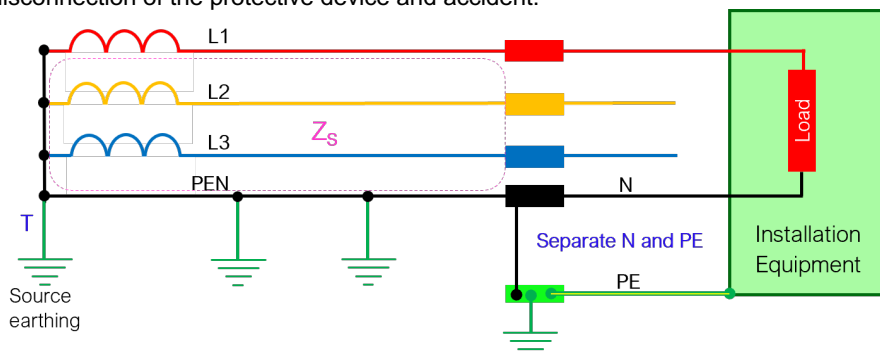 disconnection of the protective device and accident.
L1
L2
L3
Zs
PEN
N
T
Load
Separate N and PE
Installation
Equipment
PE
Source
earthing